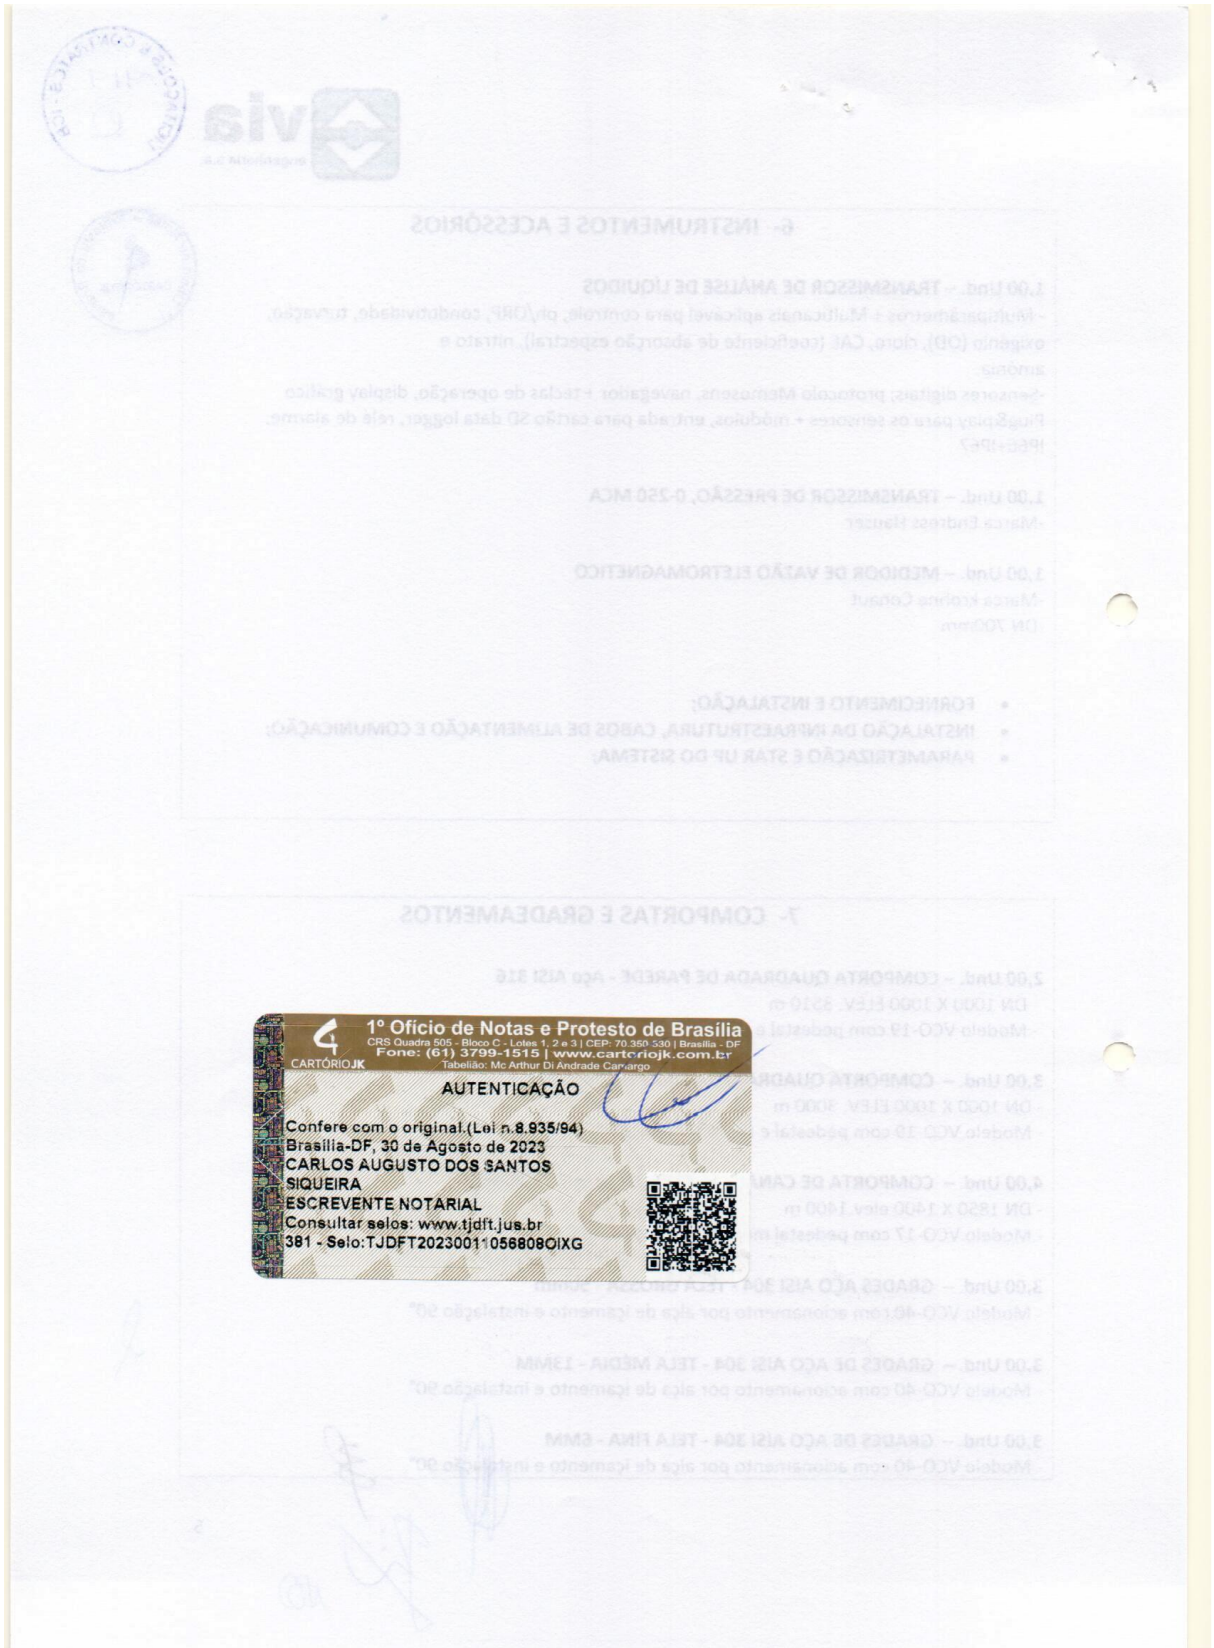 via
engenharia s.a.
6- INSTRUMENTOS E ACESSÓRIOS
1,00 Und. – TRANSMISSOR DE ANÁLISE DE LÍQUIDOS
- Multiparâmetros + Multicanais aplicável para controle, ph/ORP, condutividade, turvação,
oxigênio (OD), cloro, CAE (coeficiente de absorção espectral), nitrato e
amônia
-Sensores digitais; protocolo Memosens, navegador + teclas de operação, display gráfico
Plug&play para os sensores + módulos, entrada para cartão SD data logger, rele de alarme,
IP66+IP67
1,00 Und. – TRANSMISSOR DE PRESSÃO, 0-250 MCA
-Marca Endress Hauser
1,00 Und. – MEDIDOR DE VAZÃO ELETROMAGNETICO
-Marca krohne Conaut
DN 700mm
• FORNECIMENTO E INSTALAÇÃO;
• INSTALAÇÃO DA INFRAESTRUTURA, CABOS DE ALIMENTAÇÃO E COMUNICAÇÃO;
• PARAMETRIZAÇÃO E STAR UP DO SISTEMA;
7- COMPORTAS E GRADEAMENTOS
2,00 Und. – COMPORTA QUADRADA DE PAREDE - Aço AISI 316
DN 1000 X 1000 ELEV. 3510 m
- Modelo VCO-19 com pedestal e
3,00 Und. – COMPORTA QUADRA
DN 1000 X 1000 ELEV. 3000 m
- Modelo VCO-19 com pedestal e
4,00 Und – COMPORTA DE CANA
- DN 1850 X 1400 elev 1400 m
- Modelo VCO-17 com pedestal m
1º Ofício de Notas e Protesto de Brasília
CRS Quadra 505 - Bloco C - Lotes 1, 2 e 3 | CEP: 70.350-530 | Brasília - DF
Fone: (61) 3799-1515 | www.cartoriojk.com.br
Tabelião: Mc Arthur Di Andrade Camargo
CARTÓRIOJK
AUTENTICAÇÃO
Confere com o original.(Lei n.8.935/94)
Brasília-DF, 30 de Agosto de 2023
CARLOS AUGUSTO DOS SANTOS
SIQUEIRA
ESCREVENTE NOTARIAL
Consultar selos: www.tjdft.jus.br
381 - Selo:TJDFT20230011056808OIXG
3,00 Und. – GRADES AÇO AISI 304 - TELA GROSSA
Modelo VCO-40 com acionamento por alça de içamento e instalação 90°
3,00 Und. – GRADES DE AÇO AISI 304 - TELA MÉDIA - 13MM
Modelo VCO-40 com acionamento por alça de içamento e instalação 90°
3,00 Und. – GRADES DE AÇO AISI 304 - TELA FINA - 6MM
Modelo VCO-40 com acionamento por alça de içamento e instalação 90°
5